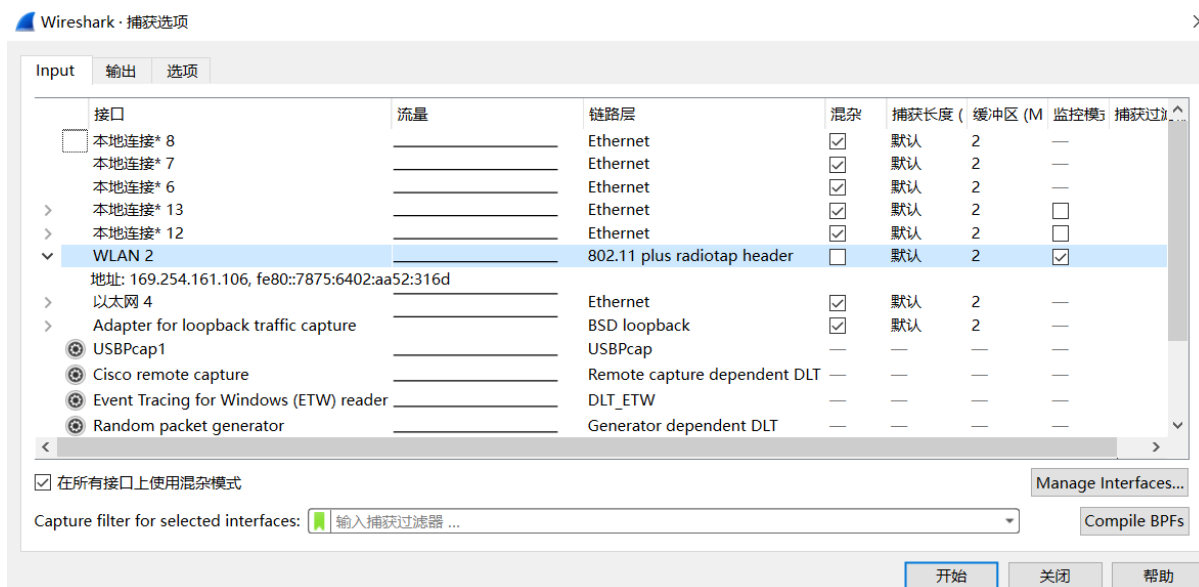 Wireshark · 捕获选项
Input 输出 选项
接口 流量 链路层 混杂 捕获长度 ( 缓冲区 (M 监控模式 捕获过滤
本地连接* 8 Ethernet 默认 2 —
本地连接* 7 Ethernet 默认 2 —
本地连接* 6 Ethernet 默认 2 —
本地连接* 13 Ethernet 默认 2
本地连接* 12 Ethernet 默认 2
WLAN 2 802.11 plus radiotap header 默认 2
地址: 169.254.161.106, fe80::7875:6402:aa52:316d
以太网 4 Ethernet 默认 2 —
Adapter for loopback traffic capture BSD loopback 默认 2 —
USBPcap1 USBPcap — — — —
Cisco remote capture Remote capture dependent DLT — — — —
Event Tracing for Windows (ETW) reader DLT_ETW — — — —
Random packet generator Generator dependent DLT — — — —
在所有接口上使用混杂模式 Manage Interfaces...
Capture filter for selected interfaces: 输入捕获过滤器 ... Compile BPFs
开始 关闭 帮助